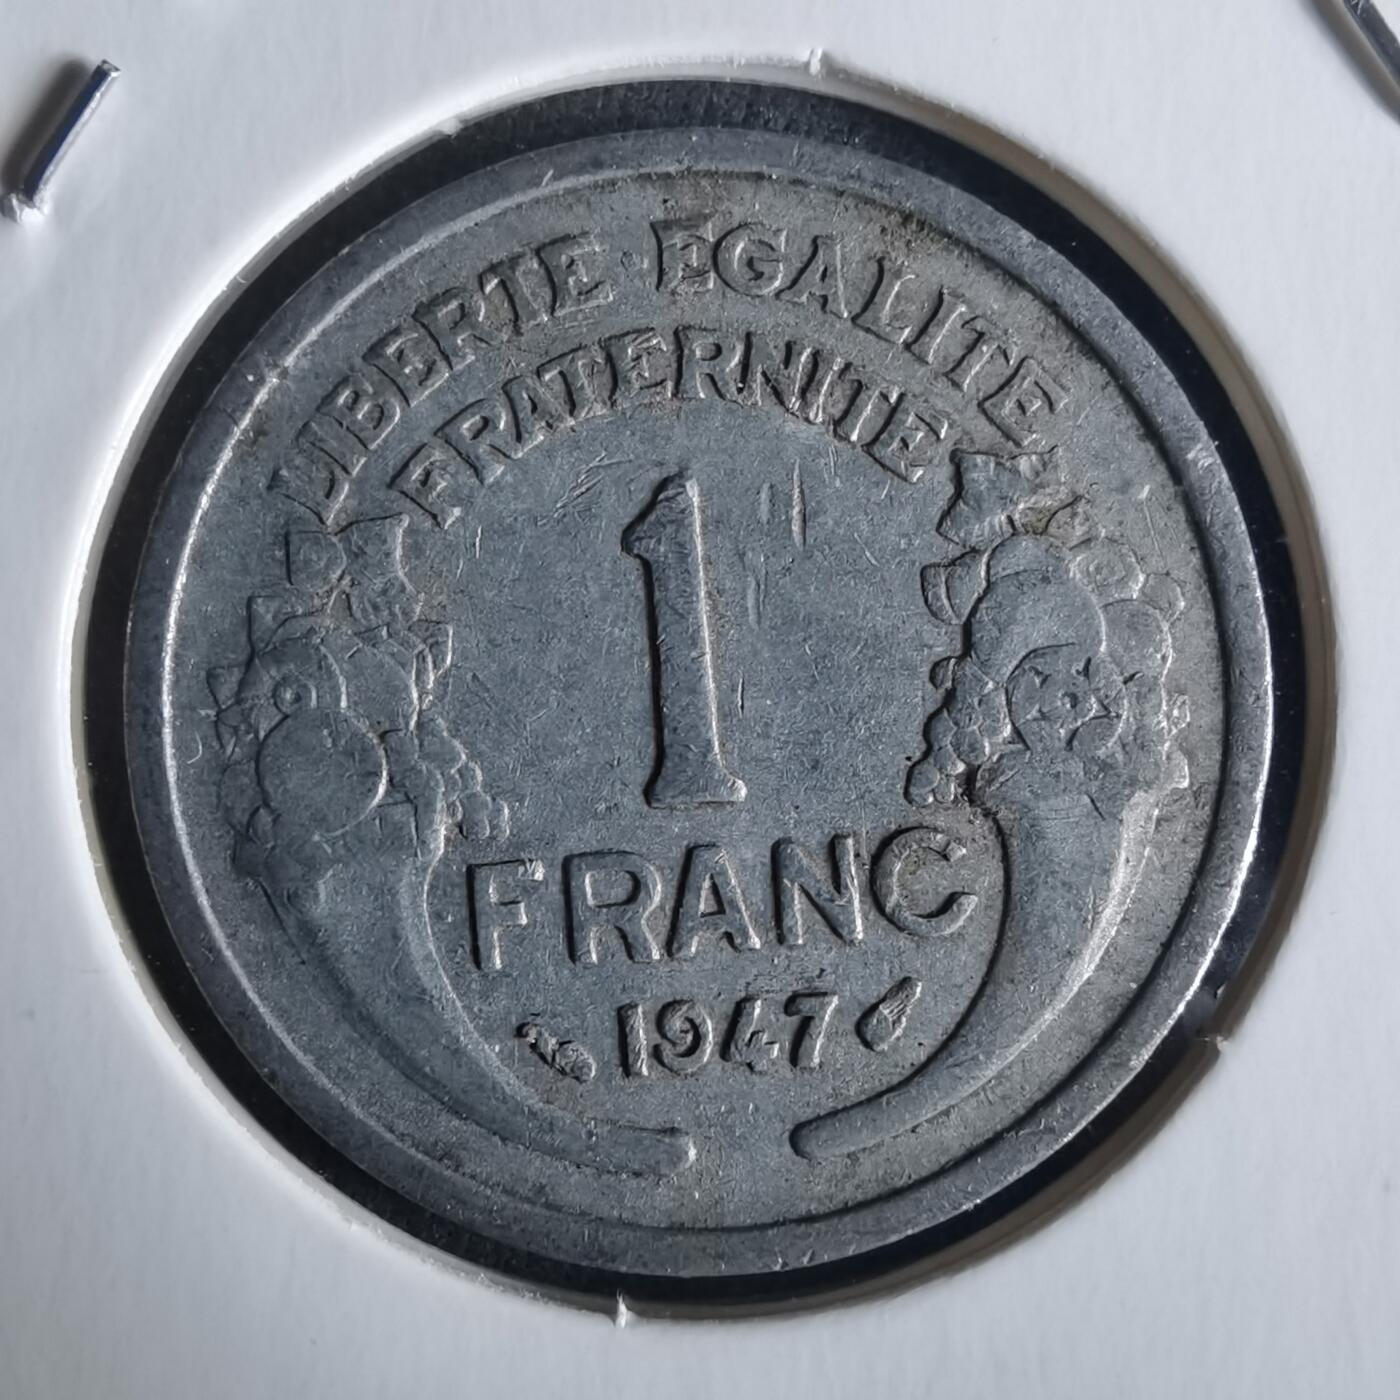 LIBERTE · EGALITE
FRATERNITE
1
FRANC
1947